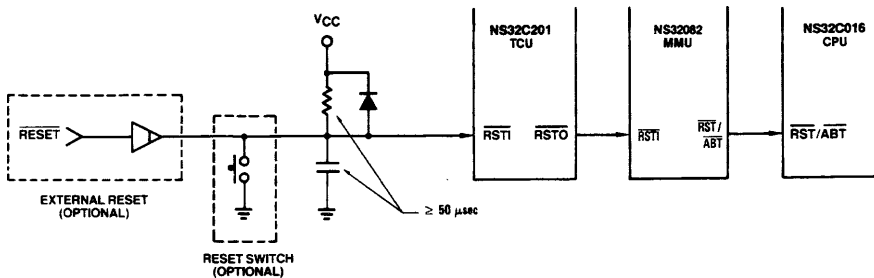 VCC
NS32C201
TCU
NS32082
MMU
NS32C016
CPU
RESET
RSTI
RSTO
RSTI
RST/
ABT
RST/ABT
EXTERNAL RESET
(OPTIONAL)
RESET SWITCH
(OPTIONAL)
≥ 50 μsec